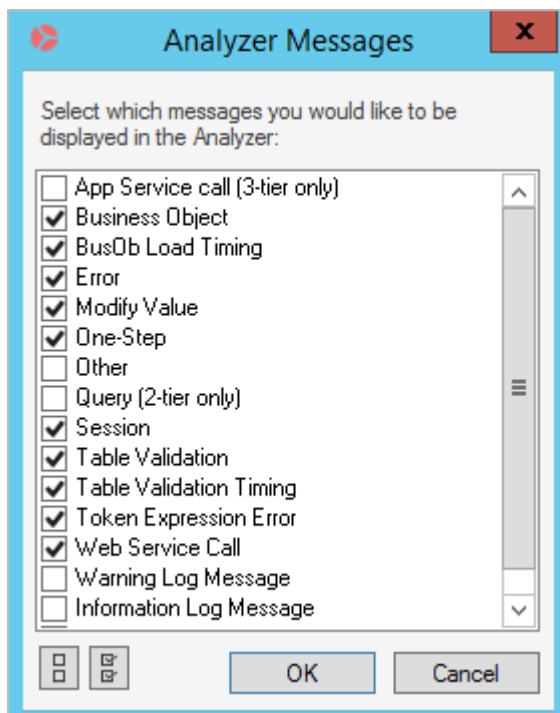 Analyzer Messages
x
Select which messages you would like to be
displayed in the Analyzer:
App Service call (3-tier only)
Business Object
BusOb Load Timing
Error
Modify Value
One-Step
Other
Query (2-tier only)
Session
Table Validation
Table Validation Timing
Token Expression Error
Web Service Call
Warning Log Message
Information Log Message
OK
Cancel